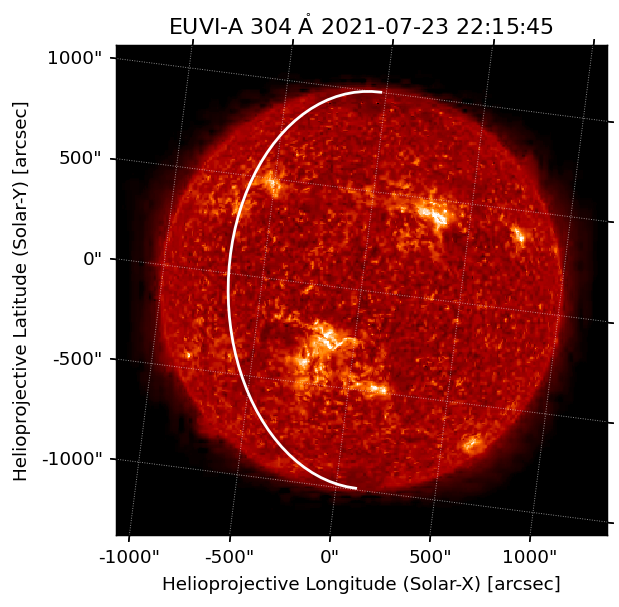 EUVI-A 304 Å 2021-07-23 22:15:45
1000"
500"
0"
-500"
-1000"
Helioprojective Latitude (Solar-Y) [arcsec]
-1000" -500" 0" 500" 1000"
Helioprojective Longitude (Solar-X) [arcsec]